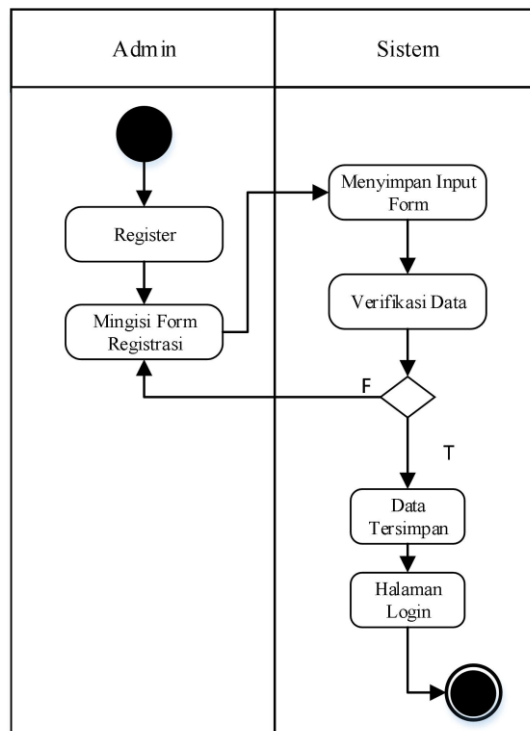 Admin
Sistem
Register
Mingisi Form
Registrasi
Menyimpan Input
Form
Verifikasi Data
F
T
Data
Tersimpan
Halaman
Login